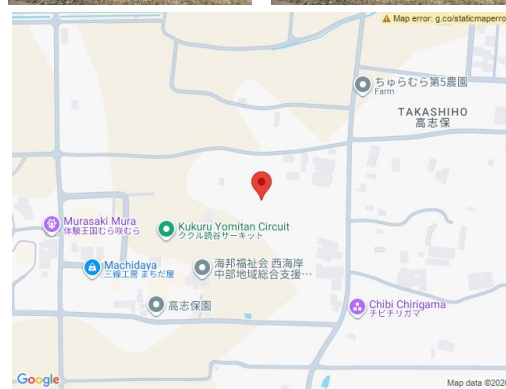 Map error: g.co/staticmaperro
ちゅらむら第5農園
Farm
TAKASHIHO
高志保
Murasaki Mura
体験王国むら咲むら
Kukuru Yomitan Circuit
ククル読谷サーキット
Machidaya
三線工房 まちだ屋
海邦福祉会 西海岸
中部地域総合支援…
高志保園
Chibi Chirigama
チビチリガマ
Google
Map data ©202